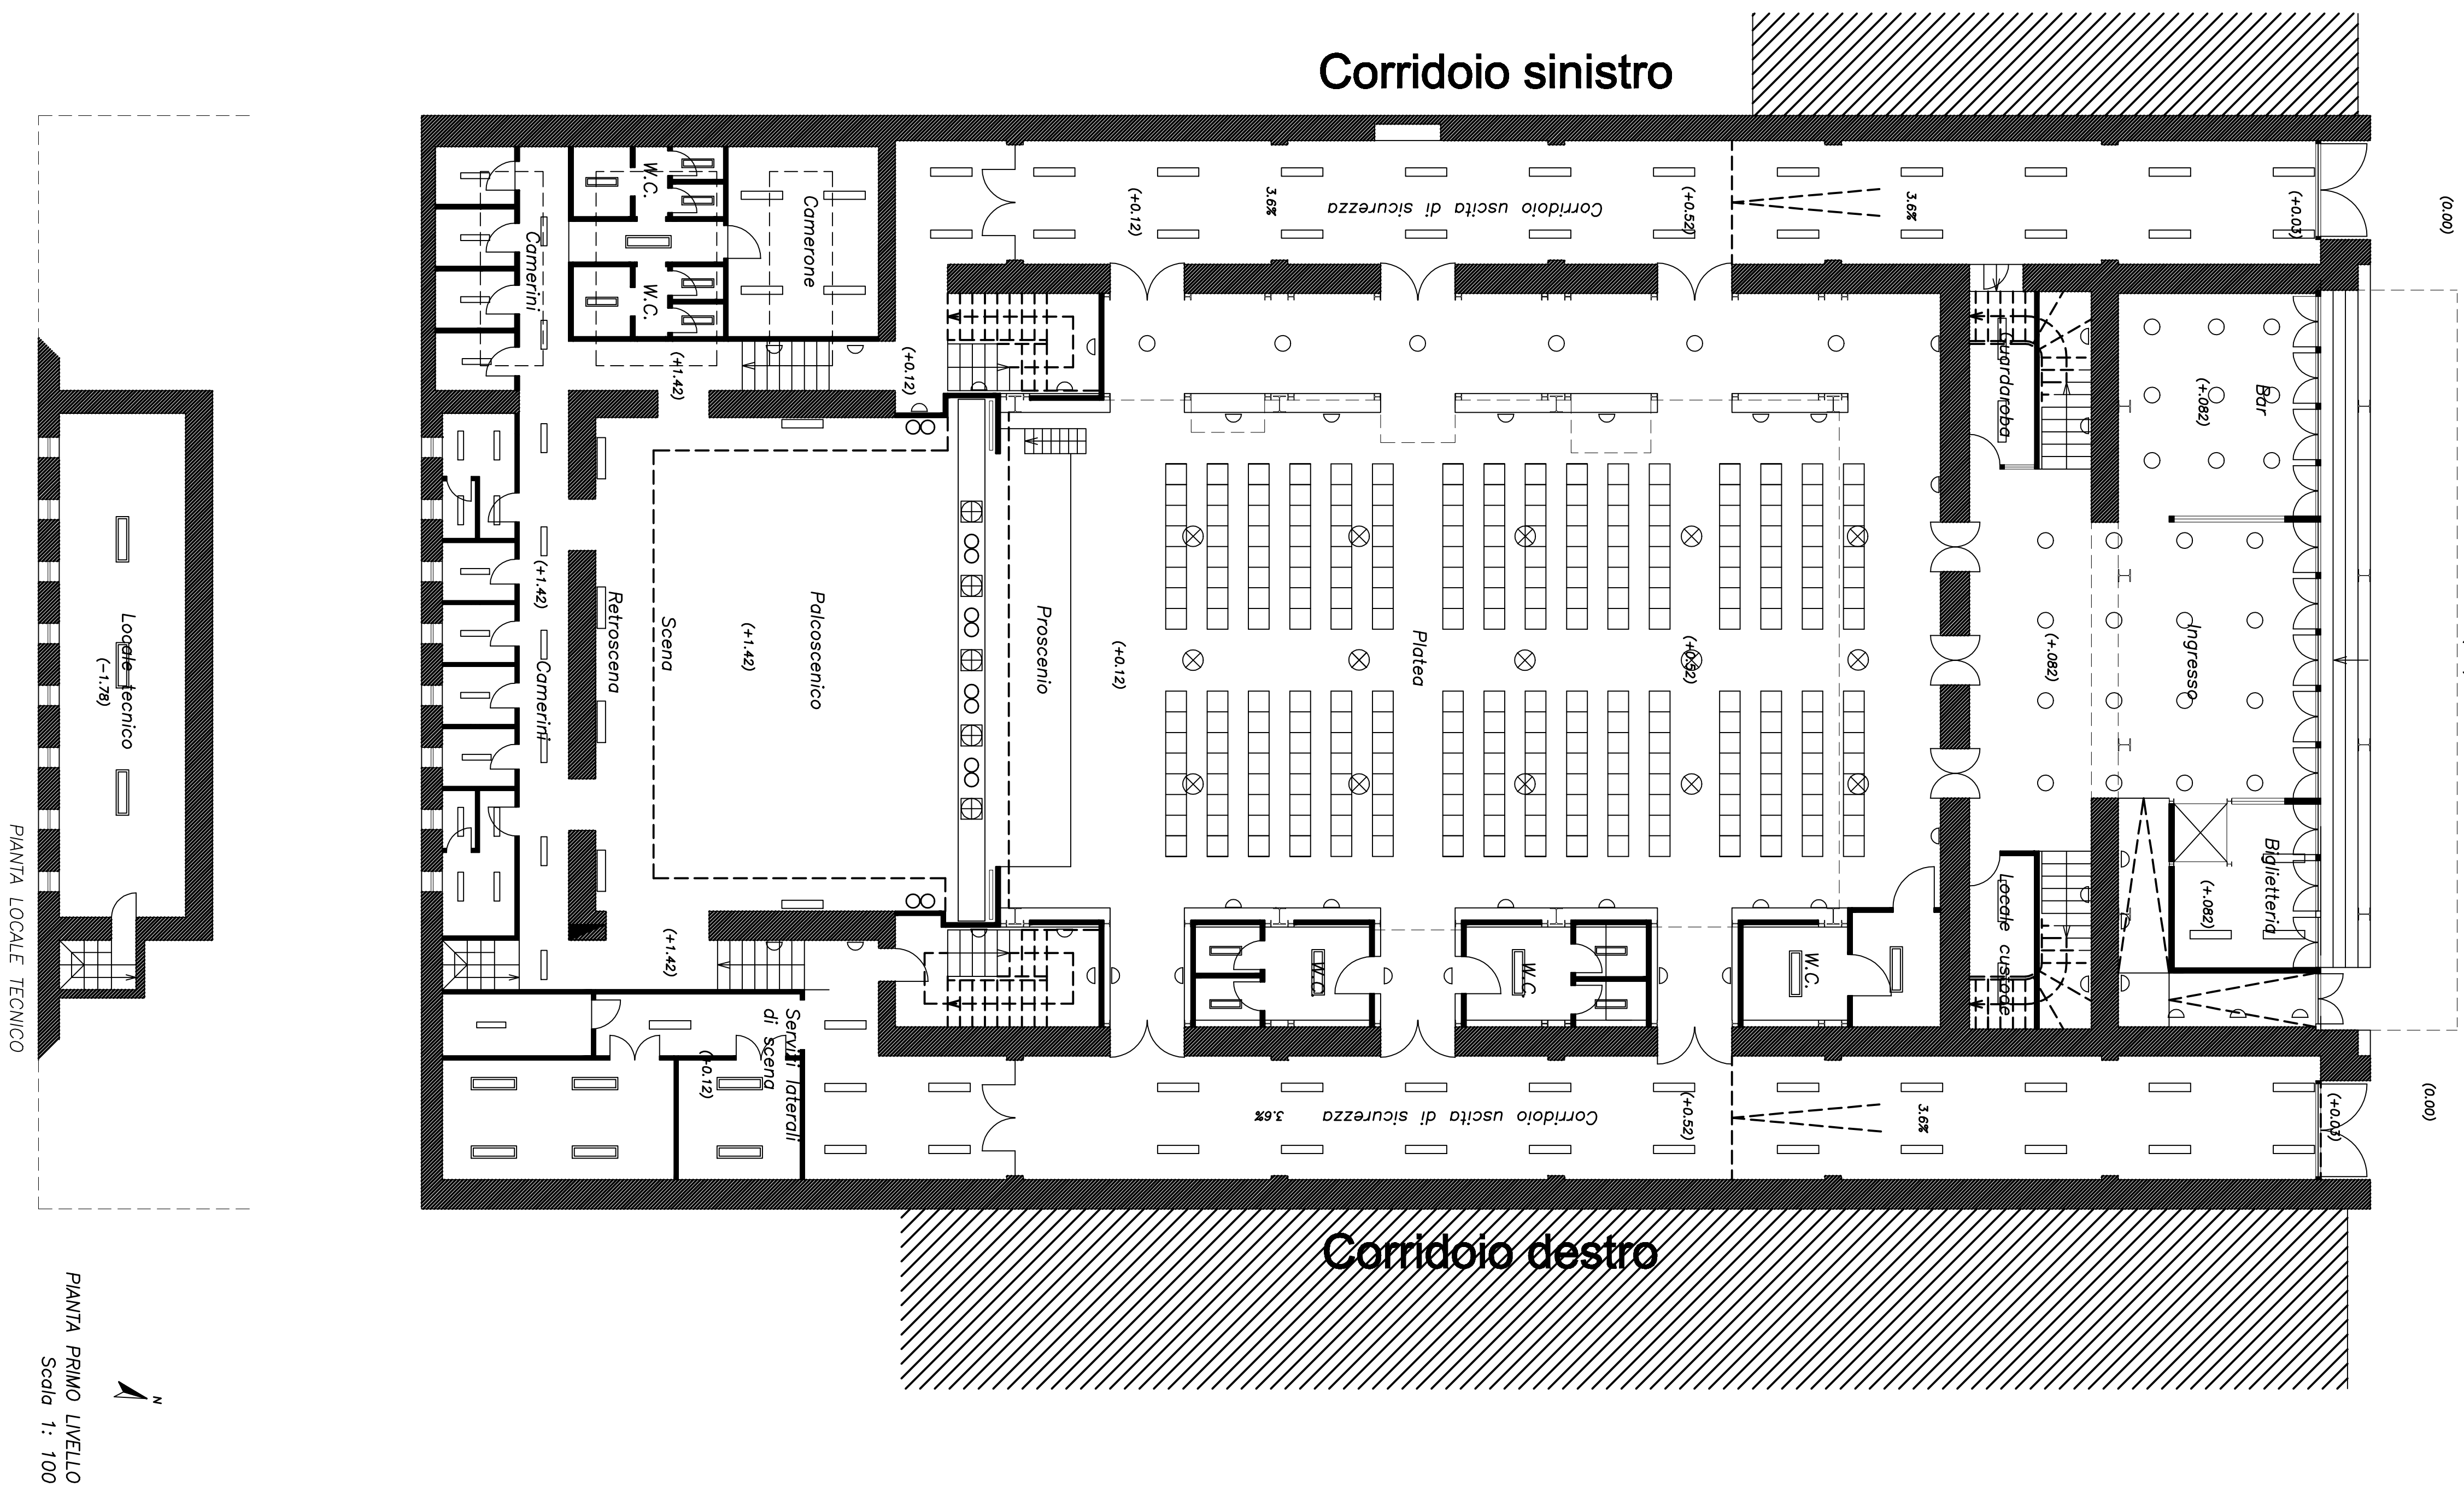 Corridoio sinistro
(0.00)
(+0.12)
3.6%
Corridoio uscita di sicurezza
(+0.52)
3.6%
(+0.03)
W.C.
Camerone
Camerini
W.C.
(+1.42)
(+0.12)
Guardaroba
(+.082)
Bar
Locale tecnico
(-1.78)
(+1.42)
Camerini
Retroscena
Scena
(+1.42)
Palcoscenico
Proscenio
(+0.12)
Platea
(+0.52)
(+.082)
Ingresso
Biglietteria
(+.082)
Locale custode
(+1.42)
W.C.
W.C.
W.C.
Servizi laterali
di scena
(+0.12)
3.6%
Corridoio uscita di sicurezza
(+0.52)
3.6%
(+0.03)
(0.00)
PIANTA LOCALE TECNICO
Corridoio destro
PIANTA PRIMO LIVELLO
Scala 1: 100
N